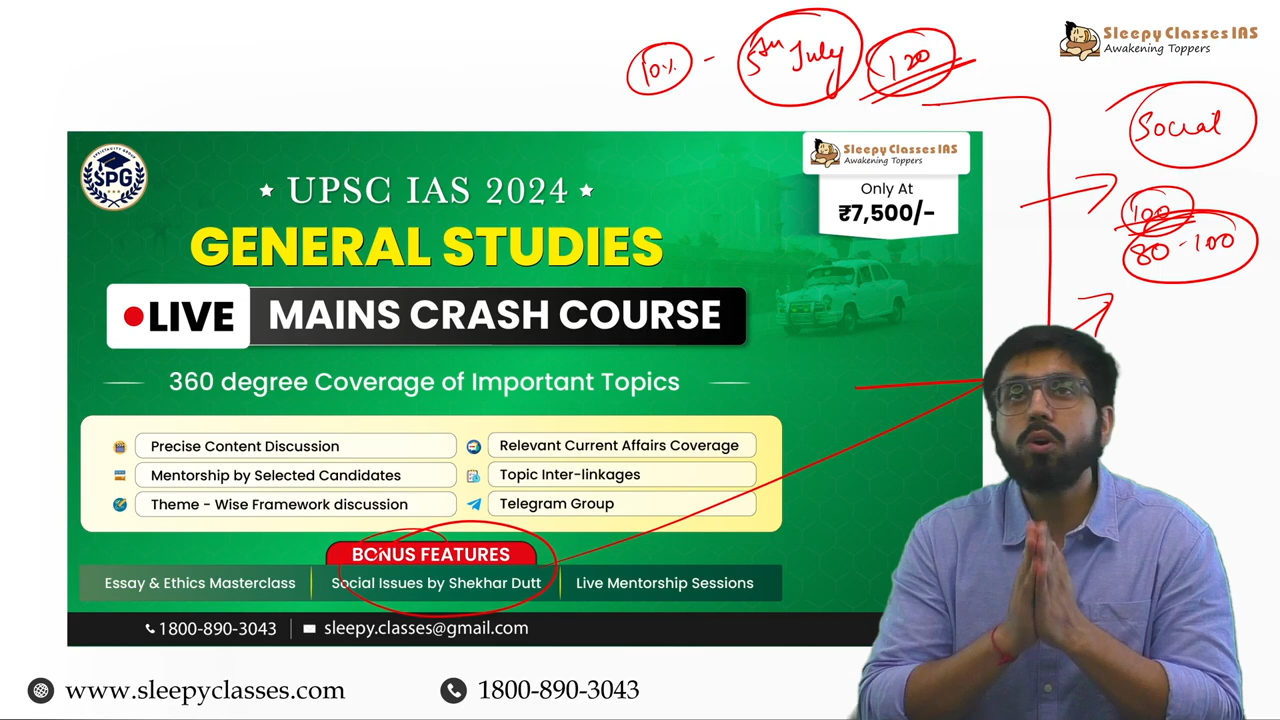 10% - 5th July 120
Sleepy Classes IAS
Awakening Toppers
Social
100
80-100
SPG
Sleepy Classes IAS
Awakening Toppers
Only At
₹7,500/-
★ UPSC IAS 2024 ★
GENERAL STUDIES
LIVE MAINS CRASH COURSE
360 degree Coverage of Important Topics
Precise Content Discussion
Relevant Current Affairs Coverage
Mentorship by Selected Candidates
Topic Inter-linkages
Theme - Wise Framework discussion
Telegram Group
BONUS FEATURES
Essay & Ethics Masterclass
Social Issues by Shekhar Dutt
Live Mentorship Sessions
1800-890-3043
sleepy.classes@gmail.com
www.sleepyclasses.com
1800-890-3043